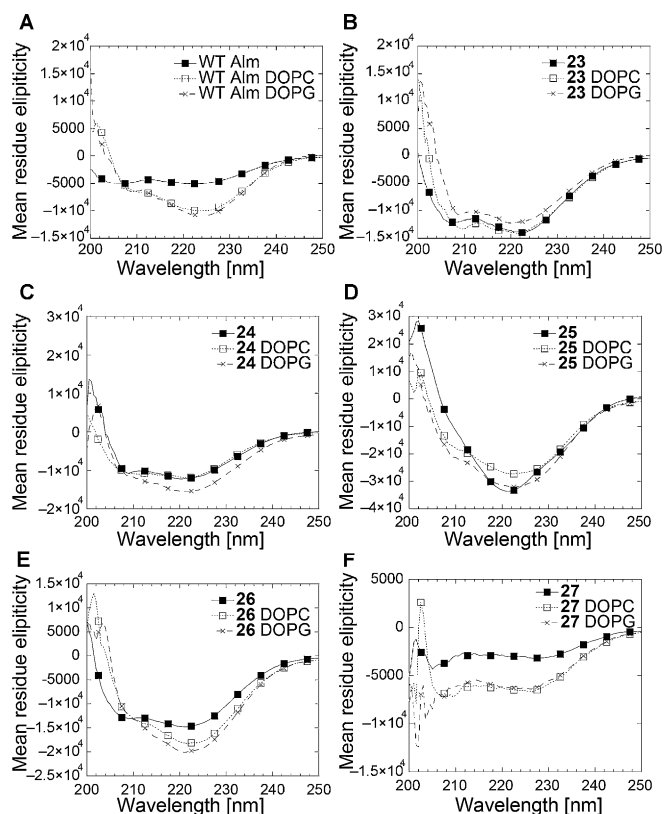 A
Mean residue elipticity
2×10⁴
1.5×10⁴
1×10⁴
5000
0
−5000
−1×10⁴
−1.5×10⁴
WT Alm
WT Alm DOPC
WT Alm DOPG
200 210 220 230 240 250
Wavelength [nm]
B
Mean residue elipticity
2×10⁴
1.5×10⁴
1×10⁴
5000
0
−5000
−1×10⁴
−1.5×10⁴
23
23 DOPC
23 DOPG
200 210 220 230 240 250
Wavelength [nm]
C
Mean residue elipticity
3×10⁴
2×10⁴
1×10⁴
0
−1×10⁴
−2×10⁴
24
24 DOPC
24 DOPG
200 210 220 230 240 250
Wavelength [nm]
D
Mean residue elipticity
3×10⁴
2×10⁴
1×10⁴
0
−1×10⁴
−2×10⁴
−3×10⁴
−4×10⁴
25
25 DOPC
25 DOPG
200 210 220 230 240 250
Wavelength [nm]
E
Mean residue elipticity
1.5×10⁴
1×10⁴
5000
0
−5000
−1×10⁴
−1.5×10⁴
−2×10⁴
−2.5×10⁴
26
26 DOPC
26 DOPG
200 210 220 230 240 250
Wavelength [nm]
F
Mean residue elipticity
5000
0
−5000
−1×10⁴
−1.5×10⁴
27
27 DOPC
27 DOPG
200 210 220 230 240 250
Wavelength [nm]